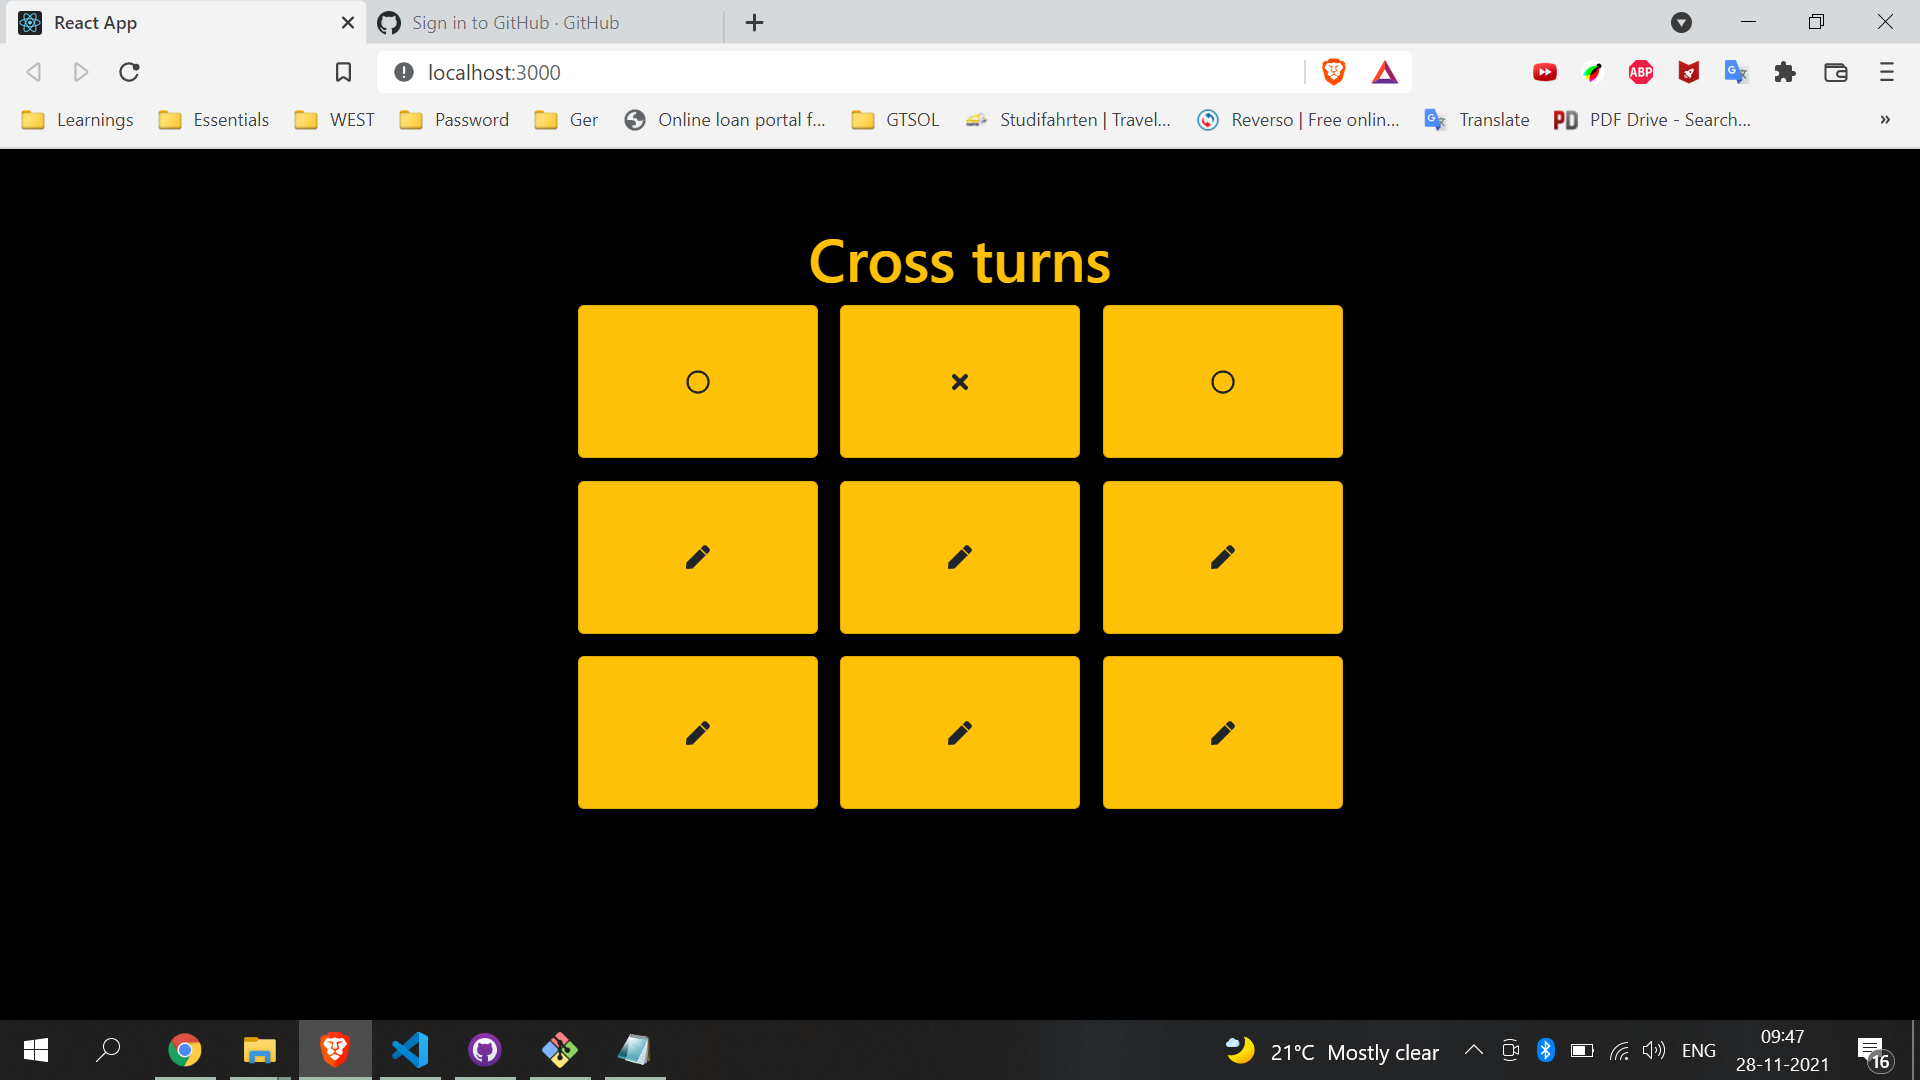 React App
Sign in to GitHub · GitHub
localhost:3000
ABP
Learnings
Essentials
WEST
Password
Ger
Online loan portal f...
GTSOL
Studifahrten | Travel...
Reverso | Free onlin...
Translate
PD
PDF Drive - Search...
»
Cross turns
21°C Mostly clear
ENG
09:47
28-11-2021
16